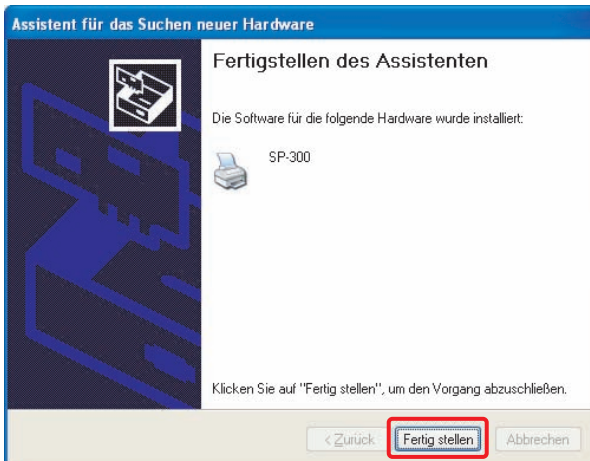 Assistent für das Suchen neuer Hardware
Fertigstellen des Assistenten
Die Software für die folgende Hardware wurde installiert:
SP-300
Klicken Sie auf "Fertig stellen", um den Vorgang abzuschließen.
< Zurück
Fertig stellen
Abbrechen